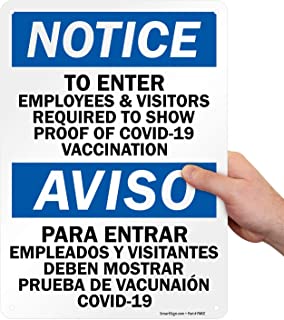 NOTICE
TO ENTER
EMPLOYEES & VISITORS
REQUIRED TO SHOW
PROOF OF COVID-19
VACCINATION
AVISO
PARA ENTRAR
EMPLEADOS Y VISITANTES
DEBEN MOSTRAR
PRUEBA DE VACUNAIÓN
COVID-19